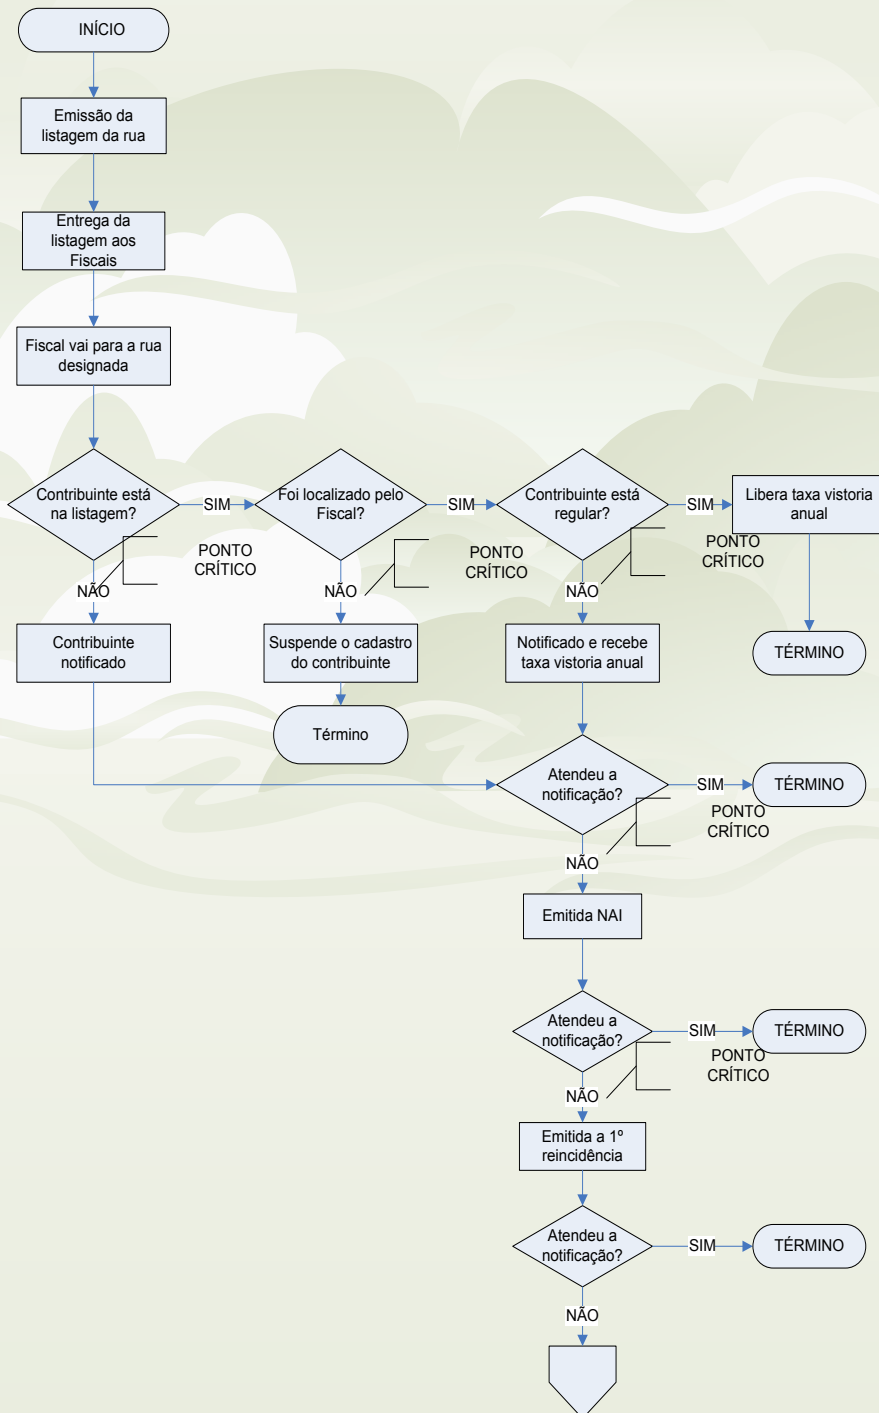 INÍCIO
Emissão da
listagem da rua
Entrega da
listagem aos
Fiscais
Fiscal vai para a rua
designada
Contribuinte está
na listagem?
SIM
Foi localizado pelo
Fiscal?
SIM
Contribuinte está
regular?
SIM
Libera taxa vistoria
anual
PONTO
CRÍTICO
PONTO
CRÍTICO
PONTO
CRÍTICO
NÃO
NÃO
NÃO
Contribuinte
notificado
Suspende o cadastro
do contribuinte
Notificado e recebe
taxa vistoria anual
TÉRMINO
Término
Atendeu a
notificação?
SIM
TÉRMINO
PONTO
CRÍTICO
NÃO
Emitida NAI
Atendeu a
notificação?
SIM
TÉRMINO
PONTO
CRÍTICO
NÃO
Emitida a 1º
reincidência
Atendeu a
notificação?
SIM
TÉRMINO
NÃO